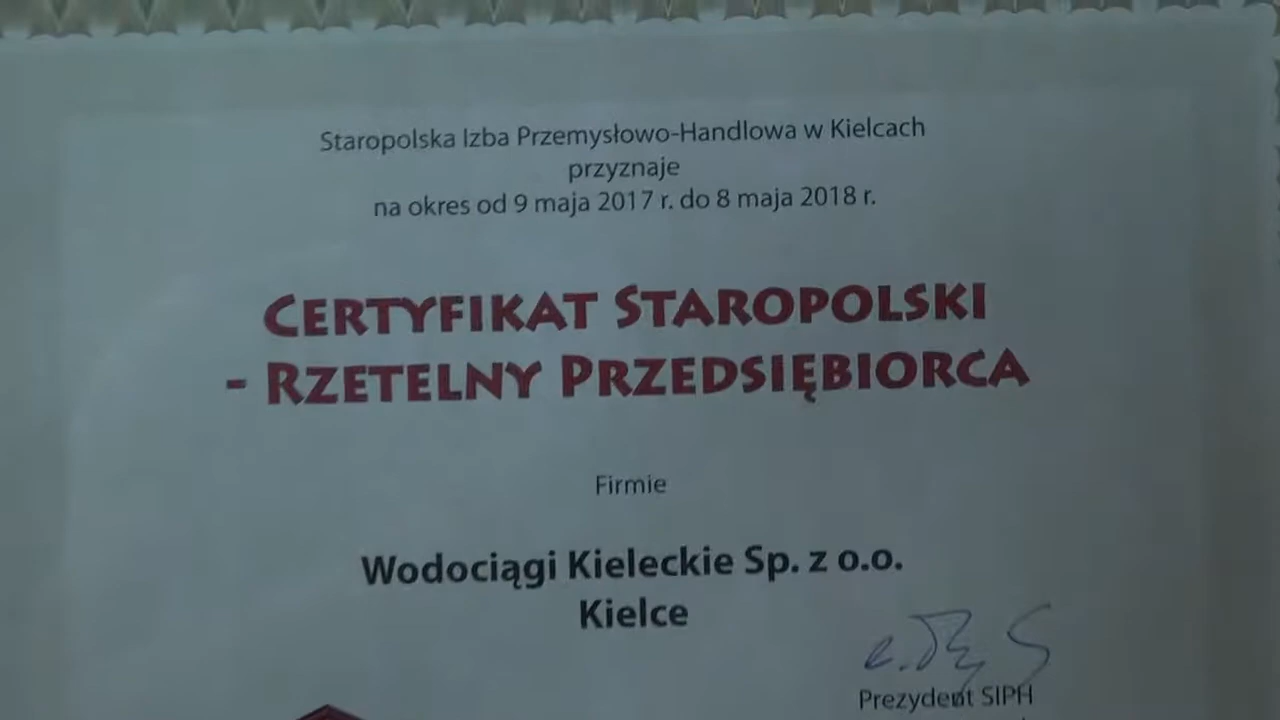 Staropolska Izba Przemysłowo-Handlowa w Kielcach
przyznaje
na okres od 9 maja 2017 r. do 8 maja 2018 r.
CERTYFIKAT STAROPOLSKI
- RZETELNY PRZEDSIĘBIORCA
Firmie
Wodociągi Kieleckie Sp. z o.o.
Kielce
Prezydent SIPH